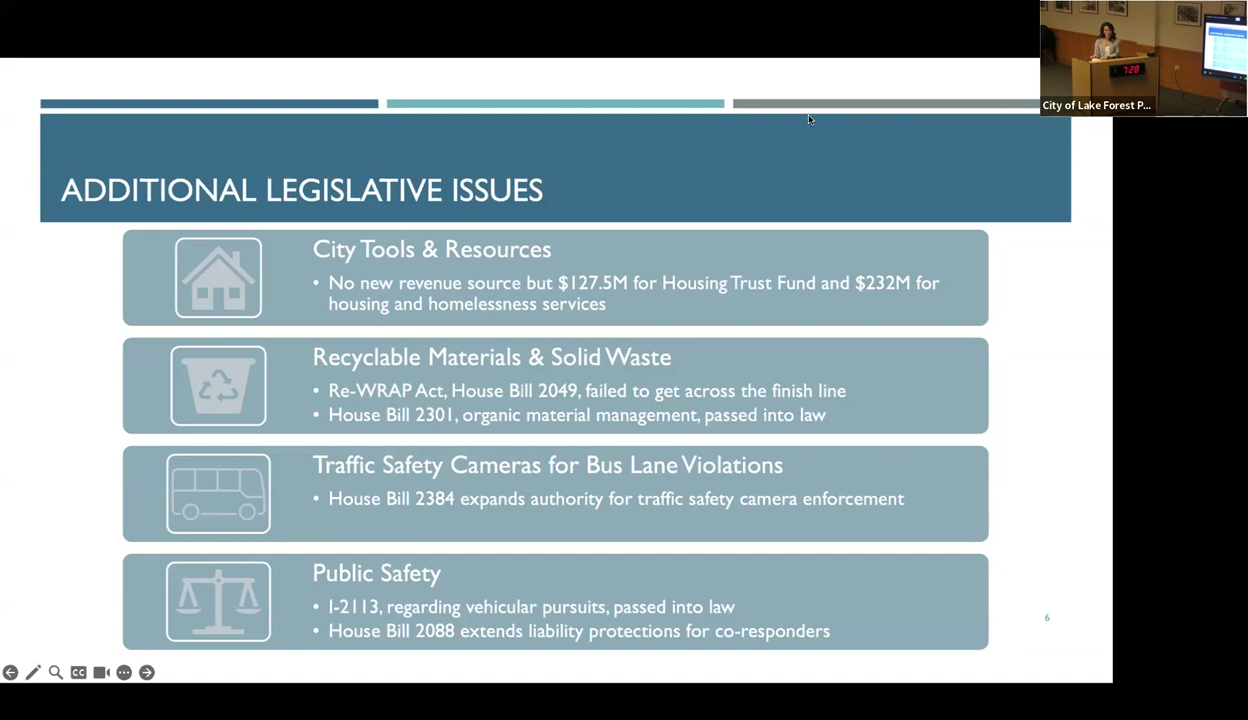 7:28
City of Lake Forest P...
ADDITIONAL LEGISLATIVE ISSUES
City Tools & Resources
• No new revenue source but $127.5M for Housing Trust Fund and $232M for
housing and homelessness services
Recyclable Materials & Solid Waste
• Re-WRAP Act, House Bill 2049, failed to get across the finish line
• House Bill 2301, organic material management, passed into law
Traffic Safety Cameras for Bus Lane Violations
• House Bill 2384 expands authority for traffic safety camera enforcement
Public Safety
• I-2113, regarding vehicular pursuits, passed into law
• House Bill 2088 extends liability protections for co-responders
6
CC